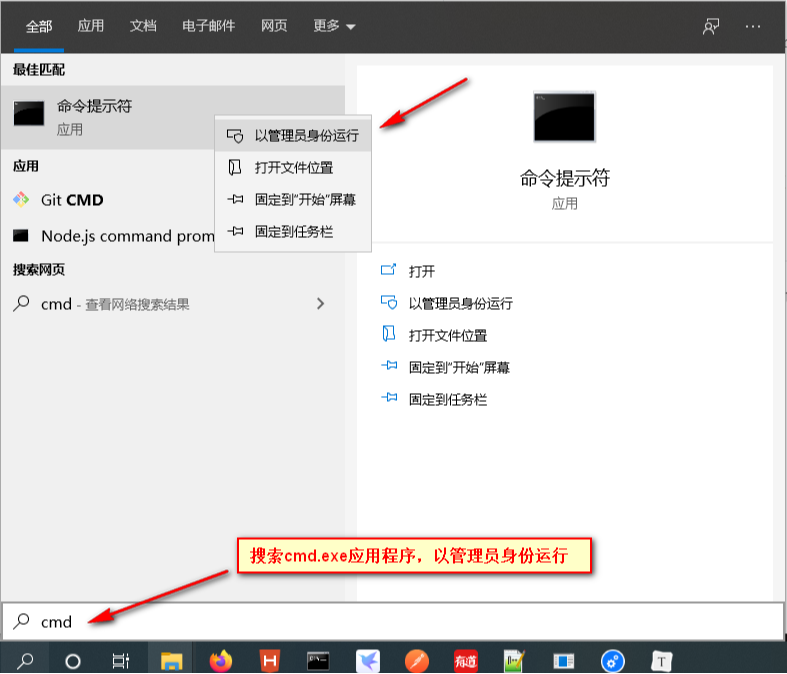 全部 应用 文档 电子邮件 网页 更多
最佳匹配
命令提示符
应用
以管理员身份运行
打开文件位置
固定到"开始"屏幕
固定到任务栏
应用
Git CMD
Node.js command prom
搜索网页
cmd - 查看网络搜索结果
命令提示符
应用
打开
以管理员身份运行
打开文件位置
固定到"开始"屏幕
固定到任务栏
搜索cmd.exe应用程序，以管理员身份运行
cmd
有道
T